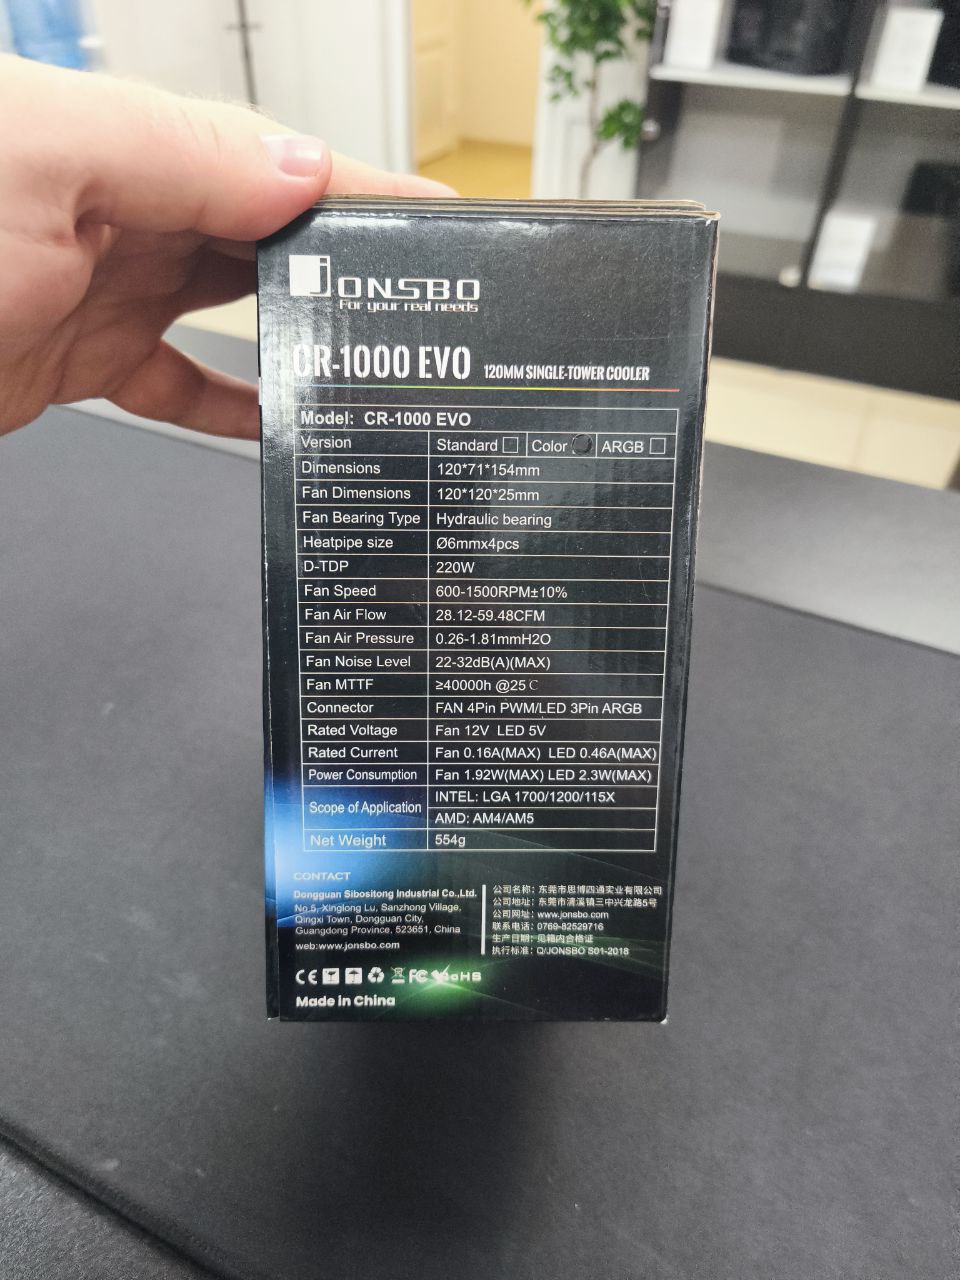 JONSBO
For your real needs
CR-1000 EVO 120MM SINGLE-TOWER COOLER
Model: CR-1000 EVO
Version Standard Color ARGB
Dimensions 120*71*154mm
Fan Dimensions 120*120*25mm
Fan Bearing Type Hydraulic bearing
Heatpipe size Ø6mmx4pcs
D-TDP 220W
Fan Speed 600-1500RPM±10%
Fan Air Flow 28.12-59.48CFM
Fan Air Pressure 0.26-1.81mmH2O
Fan Noise Level 22-32dB(A)(MAX)
Fan MTTF ≥40000h @25℃
Connector FAN 4Pin PWM/LED 3Pin ARGB
Rated Voltage Fan 12V LED 5V
Rated Current Fan 0.16A(MAX) LED 0.46A(MAX)
Power Consumption Fan 1.92W(MAX) LED 2.3W(MAX)
Scope of Application INTEL: LGA 1700/1200/115X
AMD: AM4/AM5
Net Weight 554g
CONTACT
Dongguan Sibositong Industrial Co.,Ltd.
No.5, Xinglong Lu, Sanzhong Village,
Qingxi Town, Dongguan City,
Guangdong Province, 523651, China
web:www.jonsbo.com
公司名称：东莞市思博四通实业有限公司
公司地址：东莞市清溪镇三中兴龙路5号
公司网址：www.jonsbo.com
联系电话：0769-82529716
生产日期：见箱内合格证
执行标准：Q/JONSBO S01-2018
CE FC RoHS
Made in China